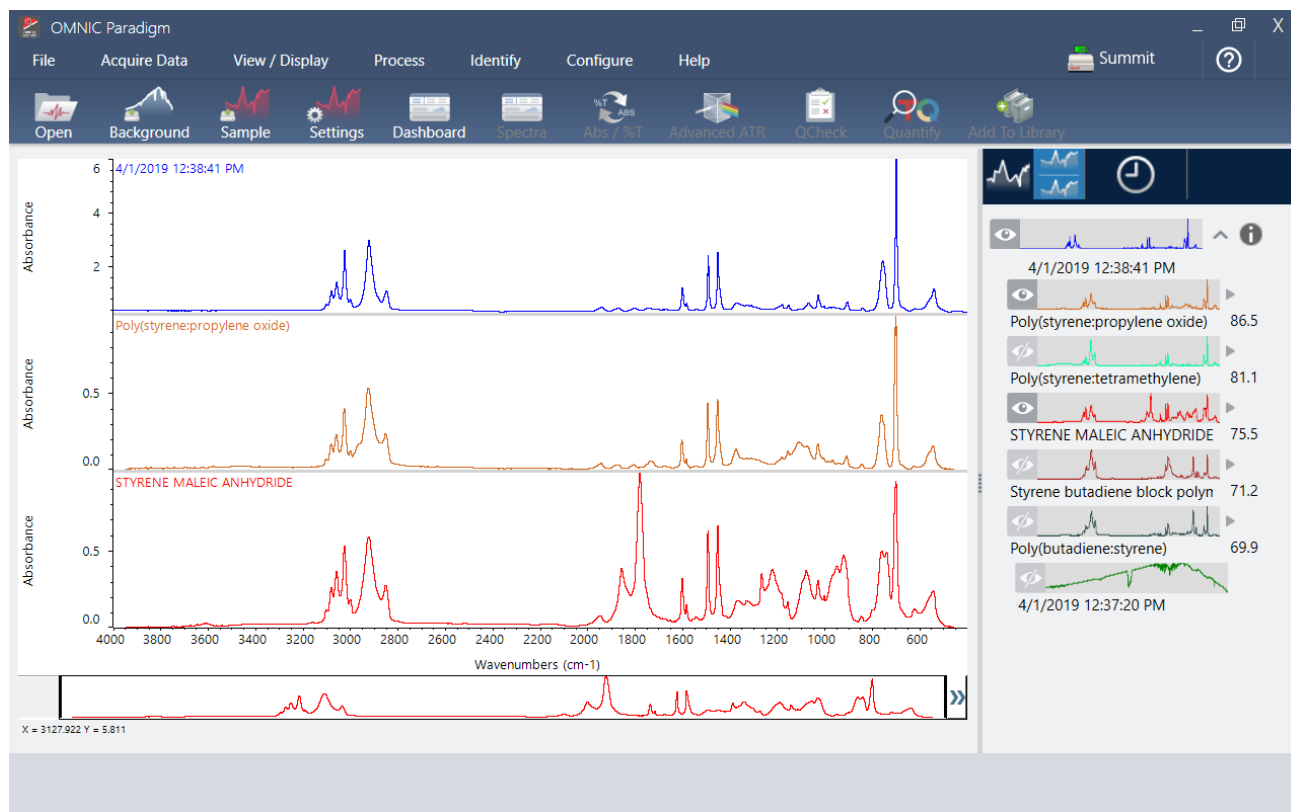 OMNIC Paradigm
File Acquire Data View / Display Process Identify Configure Help Summit
Open Background Sample Settings Dashboard Spectra Abs / %T Advanced ATR QCheck Quantify Add To Library
%T ABS
4/1/2019 12:38:41 PM
Absorbance
6
4
2
Poly(styrene:propylene oxide)
Absorbance
0.5
0.0
STYRENE MALEIC ANHYDRIDE
Absorbance
0.5
0.0
4000 3800 3600 3400 3200 3000 2800 2600 2400 2200 2000 1800 1600 1400 1200 1000 800 600
Wavenumbers (cm-1)
X = 3127.922 Y = 5.811
4/1/2019 12:38:41 PM
Poly(styrene:propylene oxide) 86.5
Poly(styrene:tetramethylene) 81.1
STYRENE MALEIC ANHYDRIDE 75.5
Styrene butadiene block polyn 71.2
Poly(butadiene:styrene) 69.9
4/1/2019 12:37:20 PM